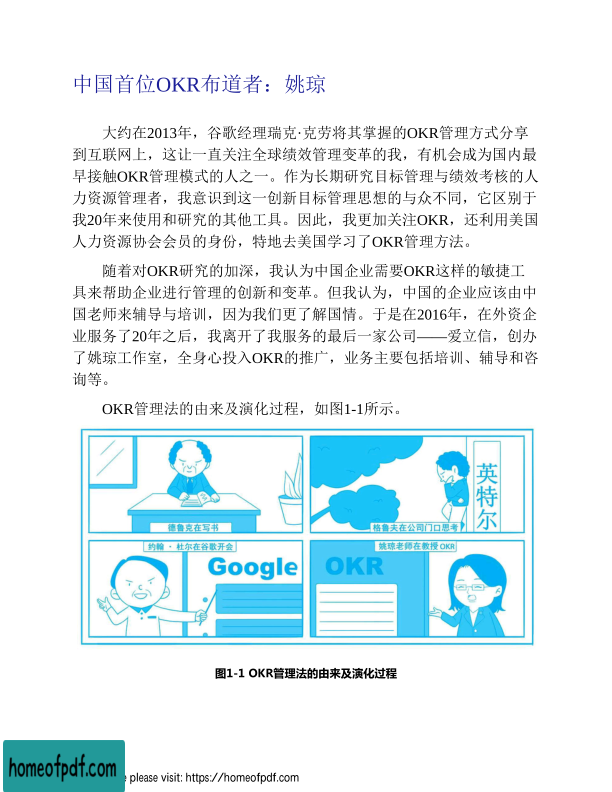 中国首位OKR布道者：姚琼
大约在2013年，谷歌经理瑞克·克劳将其掌握的OKR管理方式分享
到互联网上，这让一直关注全球绩效管理变革的我，有机会成为国内最
早接触OKR管理模式的人之一。作为长期研究目标管理与绩效考核的人
力资源管理者，我意识到这一创新目标管理思想的与众不同，它区别于
我20年来使用和研究的其他工具。因此，我更加关注OKR，还利用美国
人力资源协会会员的身份，特地去美国学习了OKR管理方法。
随着对OKR研究的加深，我认为中国企业需要OKR这样的敏捷工
具来帮助企业进行管理的创新和变革。但我认为，中国的企业应该由中
国老师来辅导与培训，因为我们更了解国情。于是在2016年，在外资企
业服务了20年之后，我离开了我服务的最后一家公司——爱立信，创办
了姚琼工作室，全身心投入OKR的推广，业务主要包括培训、辅导和咨
询等。
OKR管理法的由来及演化过程，如图1-1所示。
英特尔
德鲁克在写书
格鲁夫在公司门口思考
约翰·杜尔在谷歌开会
Google
姚琼老师在教授OKR
OKR
图1-1 OKR管理法的由来及演化过程
homeofpdf.com
e please visit: https://homeofpdf.com